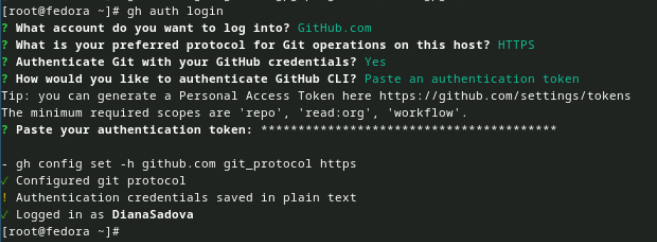 [root@fedora ~]# gh auth login
? What account do you want to log into? GitHub.com
? What is your preferred protocol for Git operations on this host? HTTPS
? Authenticate Git with your GitHub credentials? Yes
? How would you like to authenticate GitHub CLI? Paste an authentication token
Tip: you can generate a Personal Access Token here https://github.com/settings/tokens
The minimum required scopes are 'repo', 'read:org', 'workflow'.
? Paste your authentication token: ****************************************
- gh config set -h github.com git_protocol https
✓ Configured git protocol
! Authentication credentials saved in plain text
✓ Logged in as DianaSadova
[root@fedora ~]#